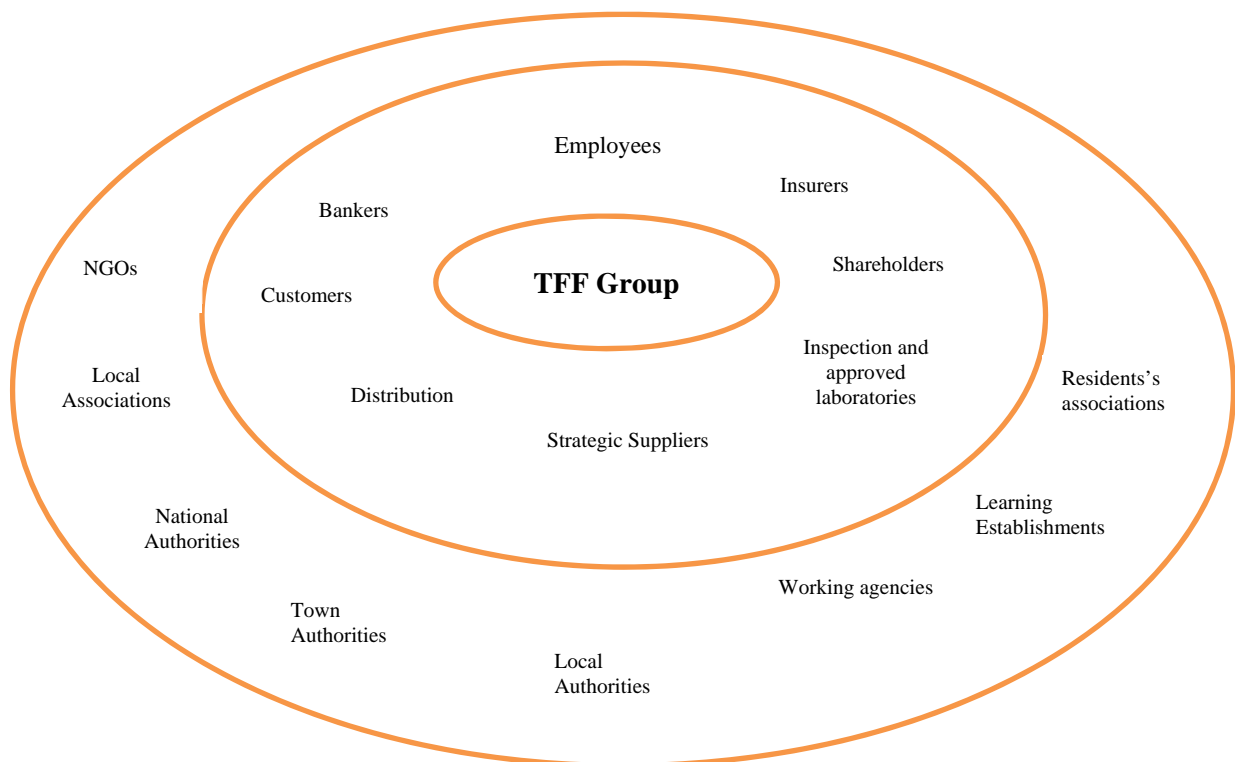 Employees
Insurers
Bankers
NGOs
Shareholders
TFF Group
Customers
Inspection and
approved
laboratories
Local
Associations
Distribution
Residents's
associations
Strategic Suppliers
National
Authorities
Learning
Establishments
Working agencies
Town
Authorities
Local
Authorities